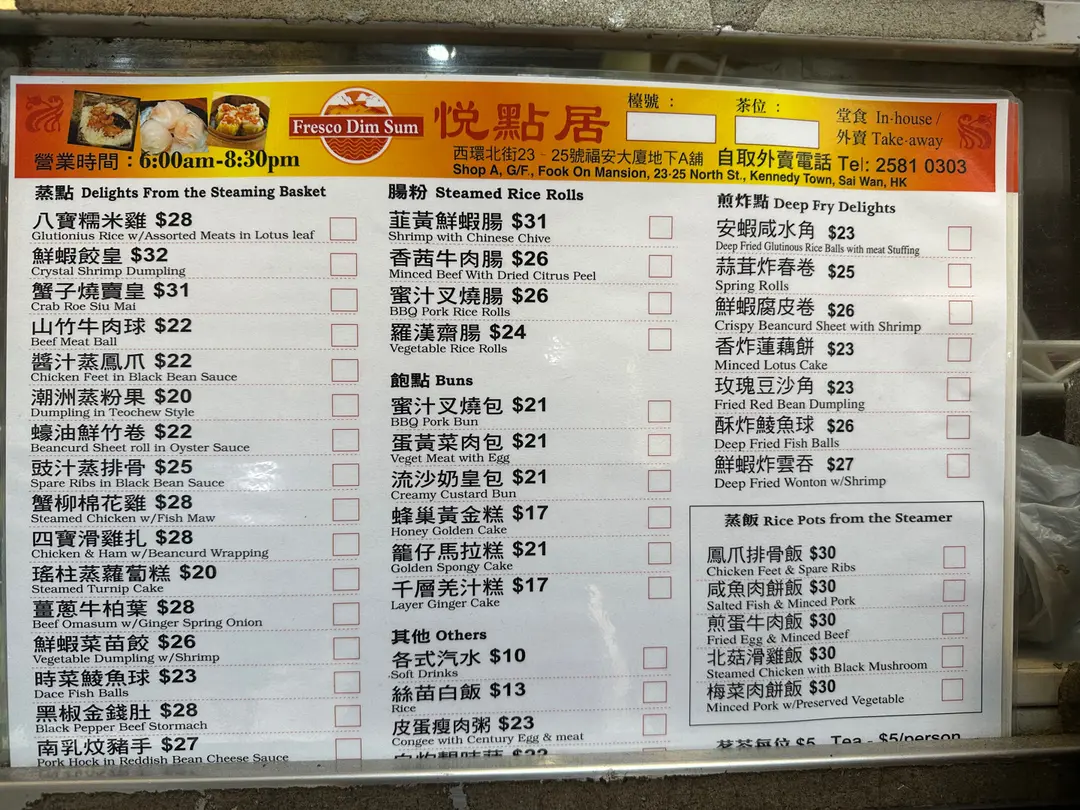 Fresco Dim Sum
悅點居
檯號：
茶位：
堂食 In-house /
外賣 Take-away
營業時間：6:00am-8:30pm
西環北街23-25號福安大廈地下A舖 自取外賣電話 Tel: 2581 0303
Shop A, G/F., Fook On Mansion, 23-25 North St., Kennedy Town, Sai Wan, HK
蒸點 Delights From the Steaming Basket
八寶糯米雞 $28
Glutionius Rice w/Assorted Meats in Lotus leaf
鮮蝦餃皇 $32
Crystal Shrimp Dumpling
蟹子燒賣皇 $31
Crab Roe Siu Mai
山竹牛肉球 $22
Beef Meat Ball
醬汁蒸鳳爪 $22
Chicken Feet in Black Bean Sauce
潮洲蒸粉果 $20
Dumpling in Teochew Style
蠔油鮮竹卷 $22
Beancurd Sheet roll in Oyster Sauce
豉汁蒸排骨 $25
Spare Ribs in Black Bean Sauce
蟹柳棉花雞 $28
Steamed Chicken w/Fish Maw
四寶滑雞扎 $28
Chicken & Ham w/Beancurd Wrapping
瑤柱蒸蘿蔔糕 $20
Steamed Turnip Cake
薑蔥牛柏葉 $28
Beef Omasum w/Ginger Spring Onion
鮮蝦菜苗餃 $26
Vegetable Dumpling w/Shrimp
時菜鯪魚球 $23
Dace Fish Balls
黑椒金錢肚 $28
Black Pepper Beef Stormach
南乳炆豬手 $27
Pork Hock in Reddish Bean Cheese Sauce
腸粉 Steamed Rice Rolls
韮黃鮮蝦腸 $31
Shrimp with Chinese Chive
香茜牛肉腸 $26
Minced Beef With Dried Citrus Peel
蜜汁叉燒腸 $26
BBQ Pork Rice Rolls
羅漢齋腸 $24
Vegetable Rice Rolls
飽點 Buns
蜜汁叉燒包 $21
BBQ Pork Bun
蛋黃菜肉包 $21
Veget Meat with Egg
流沙奶皇包 $21
Creamy Custard Bun
蜂巢黃金糕 $17
Honey Golden Cake
籠仔馬拉糕 $21
Golden Spongy Cake
千層羌汁糕 $17
Layer Ginger Cake
其他 Others
各式汽水 $10
Soft Drinks
絲苗白飯 $13
Rice
皮蛋瘦肉粥 $23
Congee with Century Egg & meat
煎炸點 Deep Fry Delights
安蝦咸水角 $23
Deep Fried Glutinous Rice Balls with meat Stuffing
蒜茸炸春卷 $25
Spring Rolls
鮮蝦腐皮卷 $26
Crispy Beancurd Sheet with Shrimp
香炸蓮藕餅 $23
Minced Lotus Cake
玫瑰豆沙角 $23
Fried Red Bean Dumpling
酥炸鯪魚球 $26
Deep Fried Fish Balls
鮮蝦炸雲吞 $27
Deep Fried Wonton w/Shrimp
蒸飯 Rice Pots from the Steamer
鳳爪排骨飯 $30
Chicken Feet & Spare Ribs
咸魚肉餅飯 $30
Salted Fish & Minced Pork
煎蛋牛肉飯 $30
Fried Egg & Minced Beef
北菇滑雞飯 $30
Steamed Chicken with Black Mushroom
梅菜肉餅飯 $30
Minced Pork w/Preserved Vegetable
茗茶每位 $5 Tea - $5/person